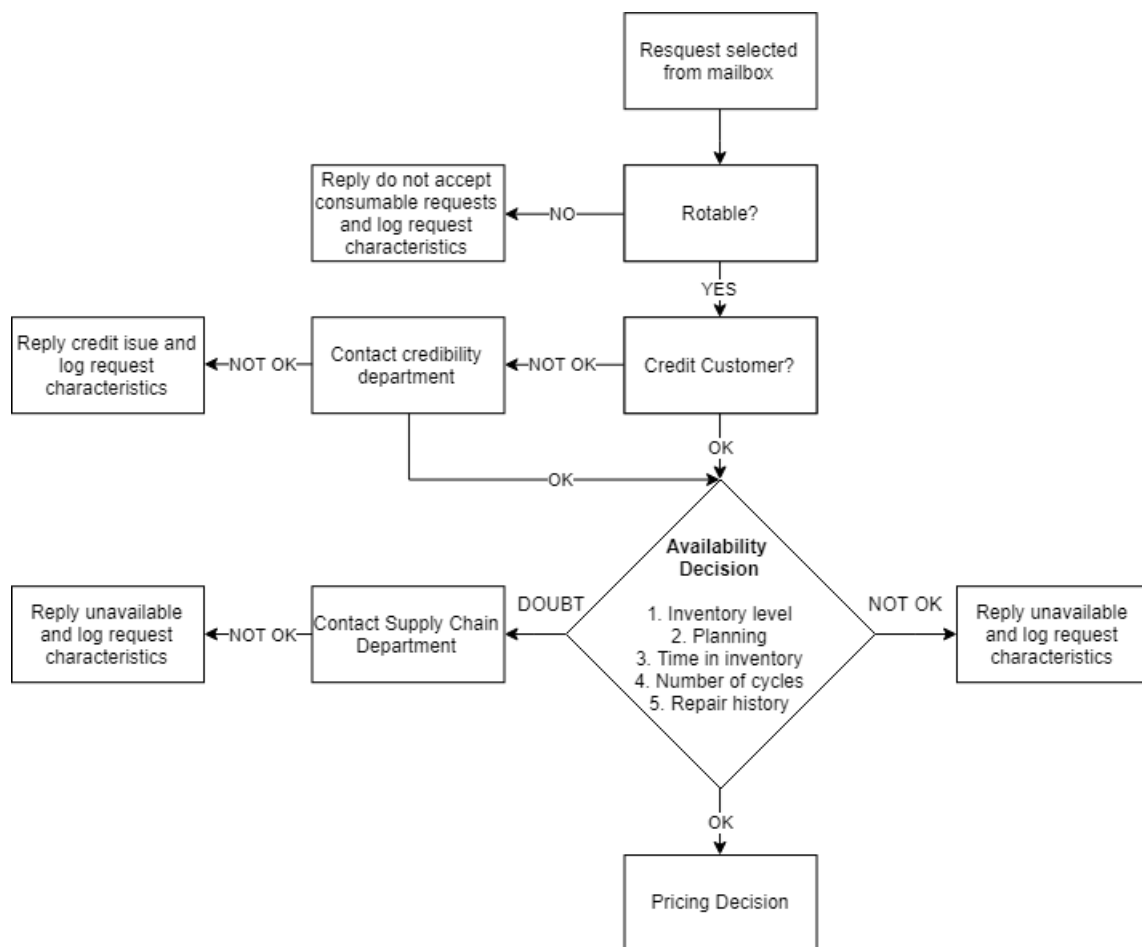 Resquest selected
from mailbox
Reply do not accept
consumable requests
and log request
characteristics
NO
Rotable?
YES
Reply credit isue and
log request
characteristics
NOT OK
Contact credibility
department
NOT OK
Credit Customer?
OK
OK
Availability
Decision
1. Inventory level
2. Planning
3. Time in inventory
4. Number of cycles
5. Repair history
DOUBT
NOT OK
Reply unavailable
and log request
characteristics
NOT OK
Contact Supply Chain
Department
Reply unavailable
and log request
characteristics
OK
Pricing Decision